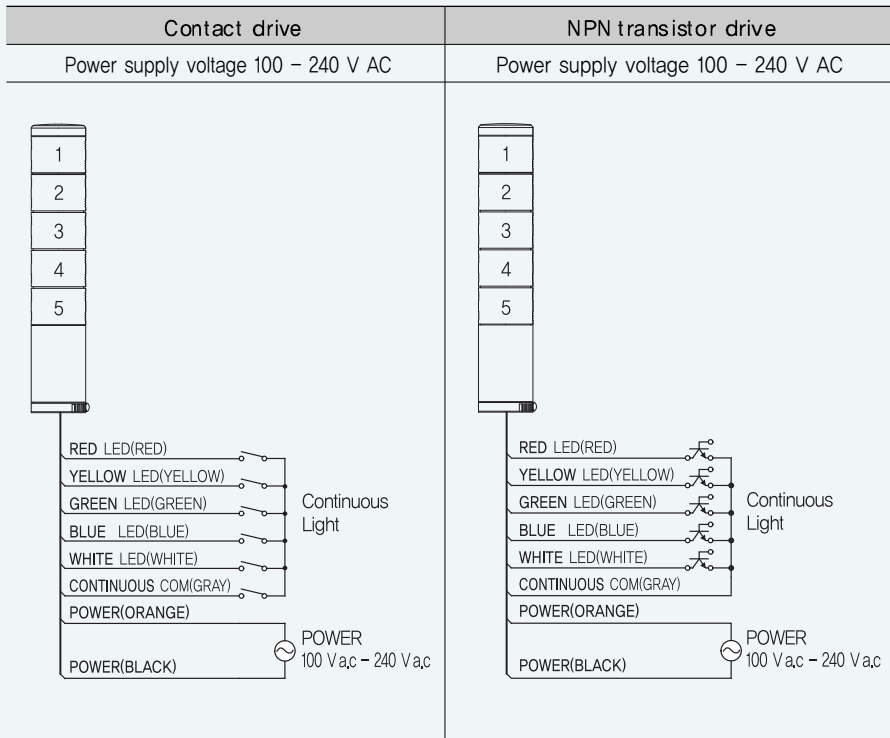 Contact drive
Power supply voltage 100 - 240 V AC
1
2
3
4
5
RED LED(RED)
YELLOW LED(YELLOW)
GREEN LED(GREEN)
BLUE LED(BLUE)
WHITE LED(WHITE)
CONTINUOUS COM(GRAY)
Continuous
Light
POWER(ORANGE)
POWER(BLACK)
POWER
100 V a.c - 240 V a.c
NPN transistor drive
Power supply voltage 100 - 240 V AC
1
2
3
4
5
RED LED(RED)
YELLOW LED(YELLOW)
GREEN LED(GREEN)
BLUE LED(BLUE)
WHITE LED(WHITE)
CONTINUOUS COM(GRAY)
Continuous
Light
POWER(ORANGE)
POWER(BLACK)
POWER
100 V a.c - 240 V a.c